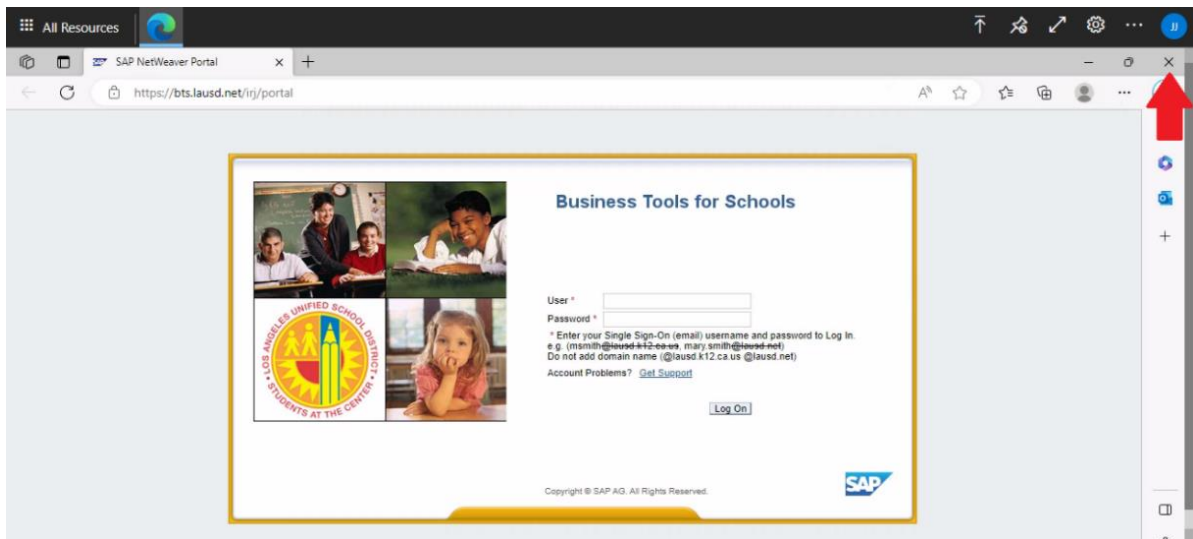 All Resources
JJ
SAP NetWeaver Portal
https://bts.lausd.net/irj/portal
Business Tools for Schools
User *
Password *
* Enter your Single Sign-On (email) username and password to Log In.
e.g. (msmith@lausd.k12.ca.us, mary.smith@lausd.net)
Do not add domain name (@lausd.k12.ca.us @lausd.net)
Account Problems? Get Support
Log On
LOS ANGELES UNIFIED SCHOOL DISTRICT
• STUDENTS AT THE CENTER •
Copyright © SAP AG. All Rights Reserved.
SAP